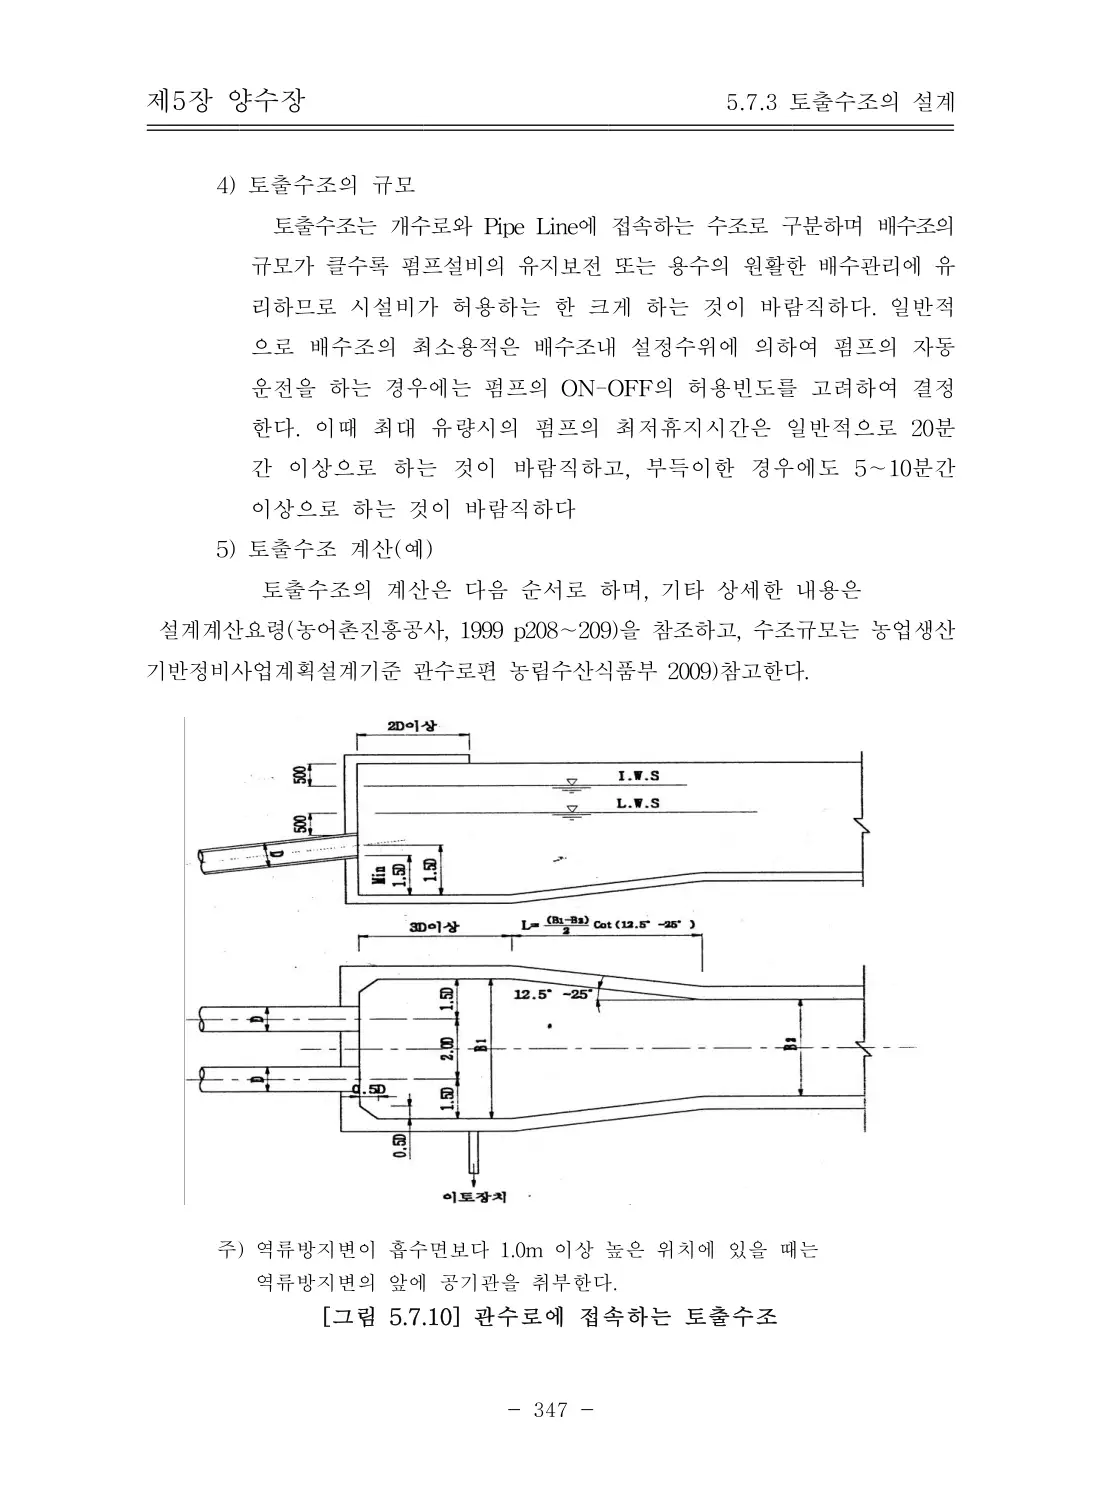 제5장 양수장
5.7.3 토출수조의 설계
4) 토출수조의 규모
토출수조는 개수로와 Pipe Line에 접속하는 수조로 구분하며 배수조의
규모가 클수록 펌프설비의 유지보전 또는 용수의 원활한 배수관리에 유
리하므로 시설비가 허용하는 한 크게 하는 것이 바람직하다. 일반적
으로 배수조의 최소용적은 배수조내 설정수위에 의하여 펌프의 자동
운전을 하는 경우에는 펌프의 ON-OFF의 허용빈도를 고려하여 결정
한다. 이때 최대 유량시의 펌프의 최저휴지시간은 일반적으로 20분
간 이상으로 하는 것이 바람직하고, 부득이한 경우에도 5∼10분간
이상으로 하는 것이 바람직하다
5) 토출수조 계산(예)
토출수조의 계산은 다음 순서로 하며, 기타 상세한 내용은
설계계산요령(농어촌진흥공사, 1999 p208∼209)을 참조하고, 수조규모는 농업생산
기반정비사업계획설계기준 관수로편 농림수산식품부 2009)참고한다.
2D이상
500
I.W.S
L.W.S
500
d
Min
1.5D
1.5D
3D이상
L= (B1-B2)/2 Cot(12.5° -25° )
12.5° ~25°
1.5D
D
2.0D
B1
B2
D
0.5D
1.5D
0.5D
이토장치
주) 역류방지변이 흡수면보다 1.0m 이상 높은 위치에 있을 때는
역류방지변의 앞에 공기관을 취부한다.
[그림 5.7.10] 관수로에 접속하는 토출수조
- 347 -